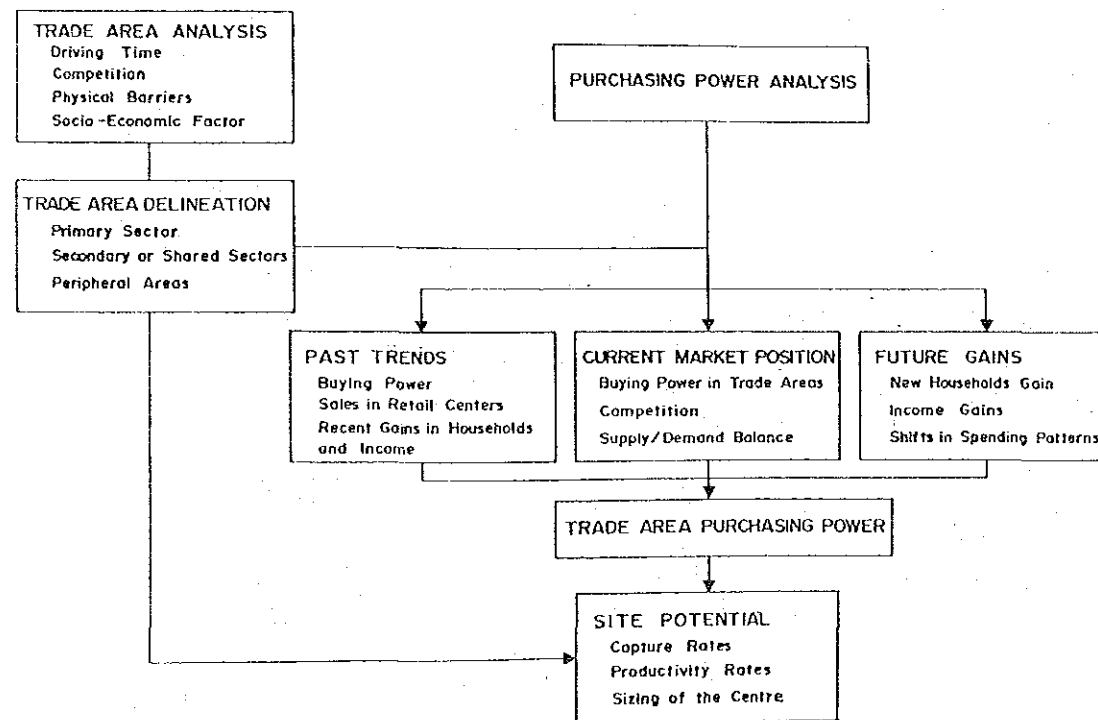 TRADE AREA ANALYSIS
Driving Time
Competition
Physical Barriers
Socio-Economic Factor
PURCHASING POWER ANALYSIS
TRADE AREA DELINEATION
Primary Sector
Secondary or Shared Sectors
Peripheral Areas
PAST TRENDS
Buying Power
Sales in Retail Centers
Recent Gains in Households
and Income
CURRENT MARKET POSITION
Buying Power in Trade Areas
Competition
Supply/Demand Balance
FUTURE GAINS
New Households Gain
Income Gains
Shifts in Spending Patterns
TRADE AREA PURCHASING POWER
SITE POTENTIAL
Capture Rates
Productivity Rates
Sizing of the Centre